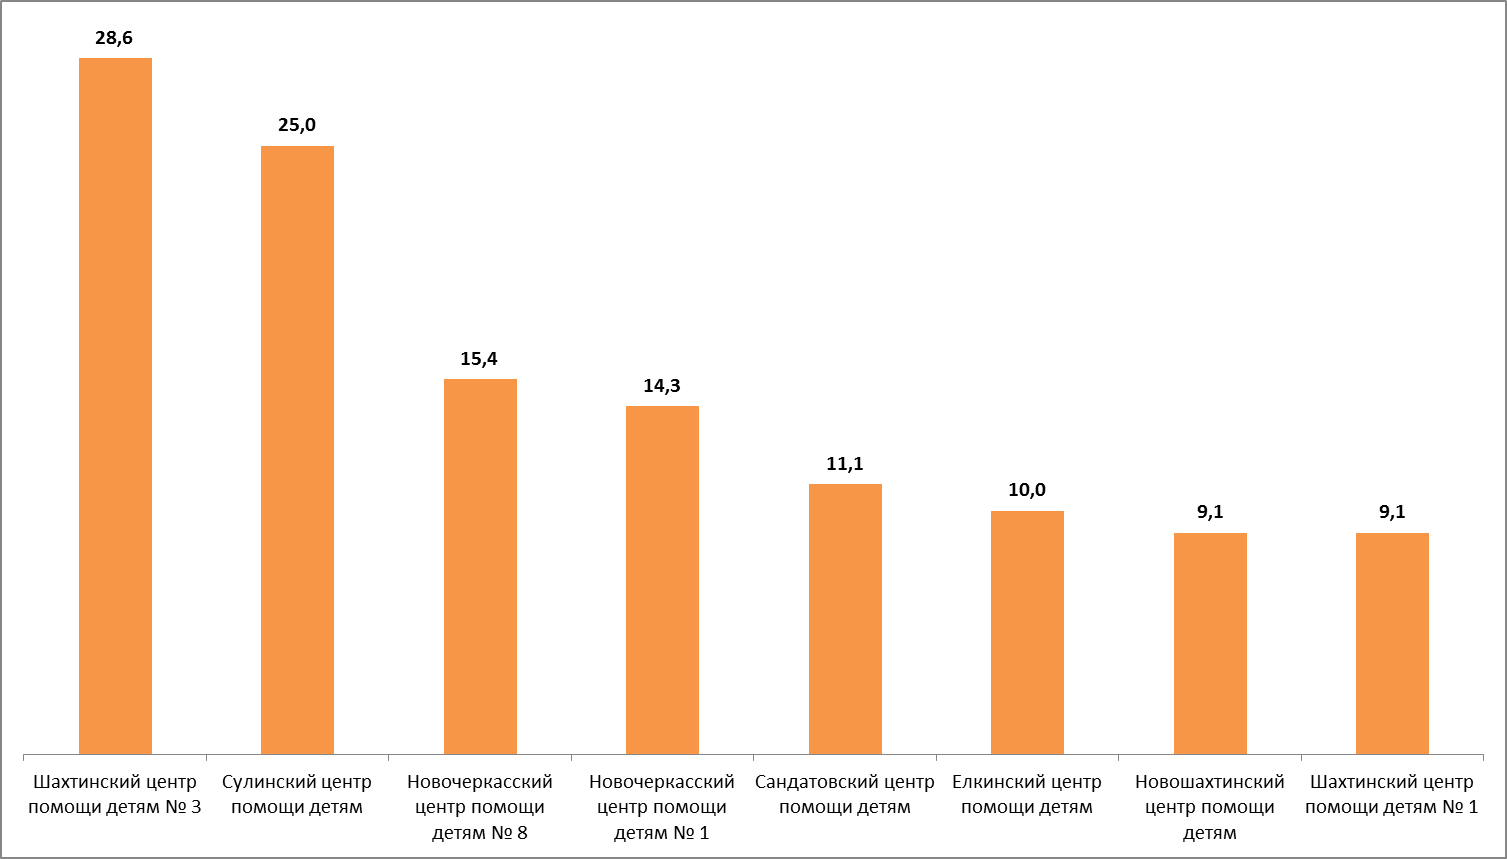 28,6
25,0
15,4
14,3
11,1
10,0
9,1
9,1
Шахтинский центр
помощи детям № 3
Сулинский центр
помощи детям
Новочеркасский
центр помощи
детям № 8
Новочеркасский
центр помощи
детям № 1
Сандатовский центр
помощи детям
Елкинский центр
помощи детям
Новошахтинский
центр помощи
детям
Шахтинский центр
помощи детям № 1